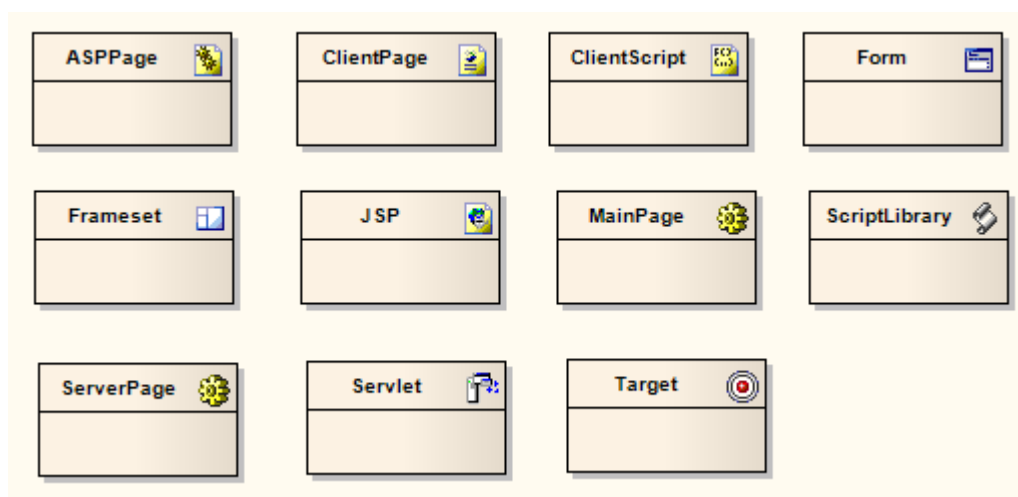 ASPPage
ClientPage
ClientScript
Form
Frameset
JSP
MainPage
ScriptLibrary
ServerPage
Servlet
Target